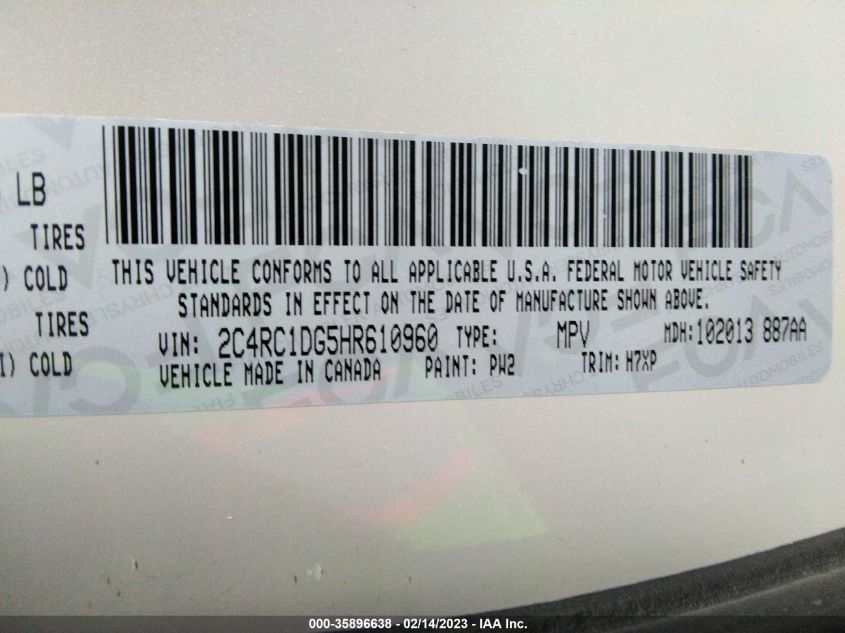 LB
TIRES
) COLD
TIRES
I) COLD
THIS VEHICLE CONFORMS TO ALL APPLICABLE U.S.A. FEDERAL MOTOR VEHICLE SAFETY
STANDARDS IN EFFECT ON THE DATE OF MANUFACTURE SHOWN ABOVE.
VIN: 2C4RC1DG5HR610960 TYPE: MPV MDH:102013 887AA
VEHICLE MADE IN CANADA PAINT: PW2 TRIM: H7XP
000-35896638 - 02/14/2023 - IAA Inc.